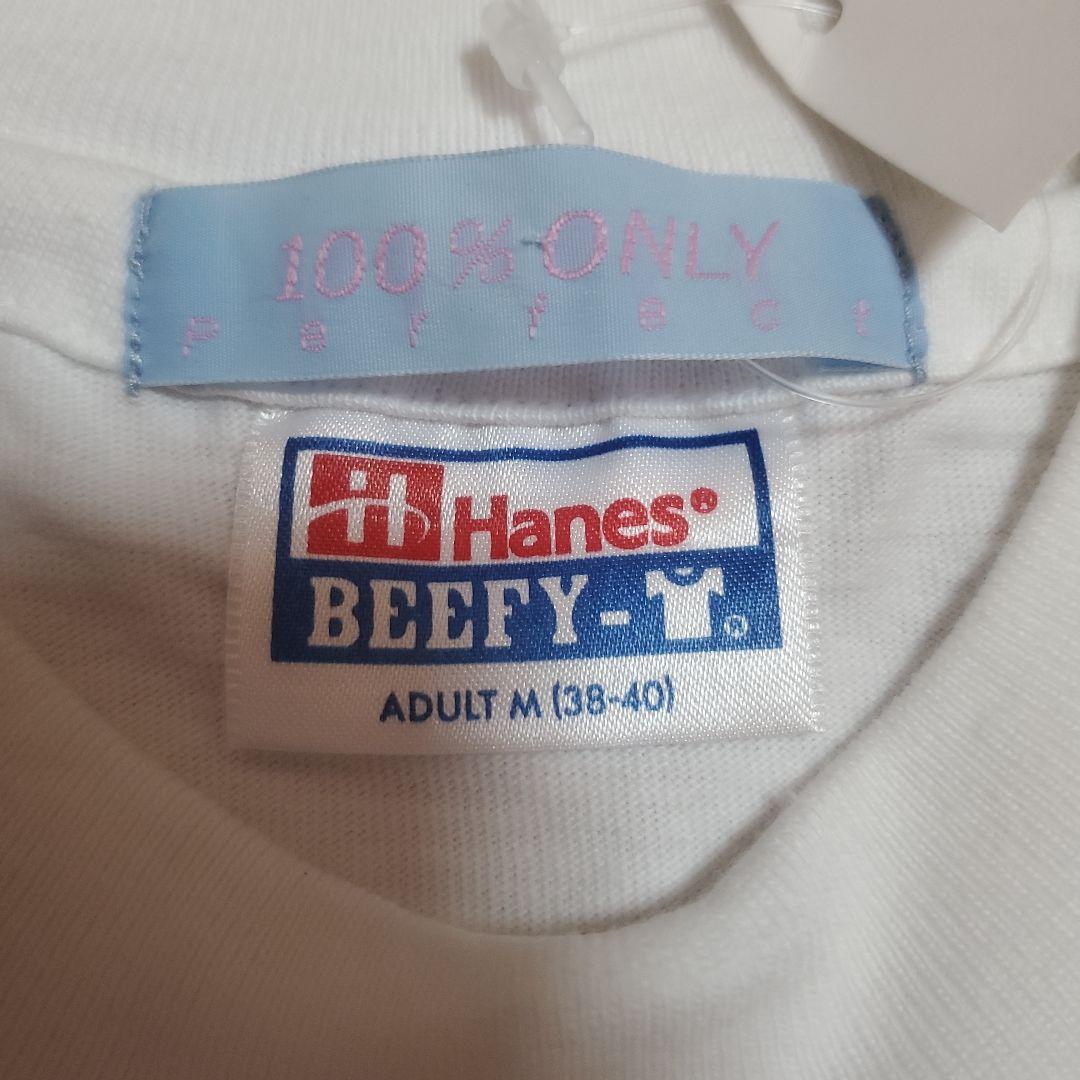 100% ONLY
Perfect
Hanes®
BEEFY-T®
ADULT M (38-40)